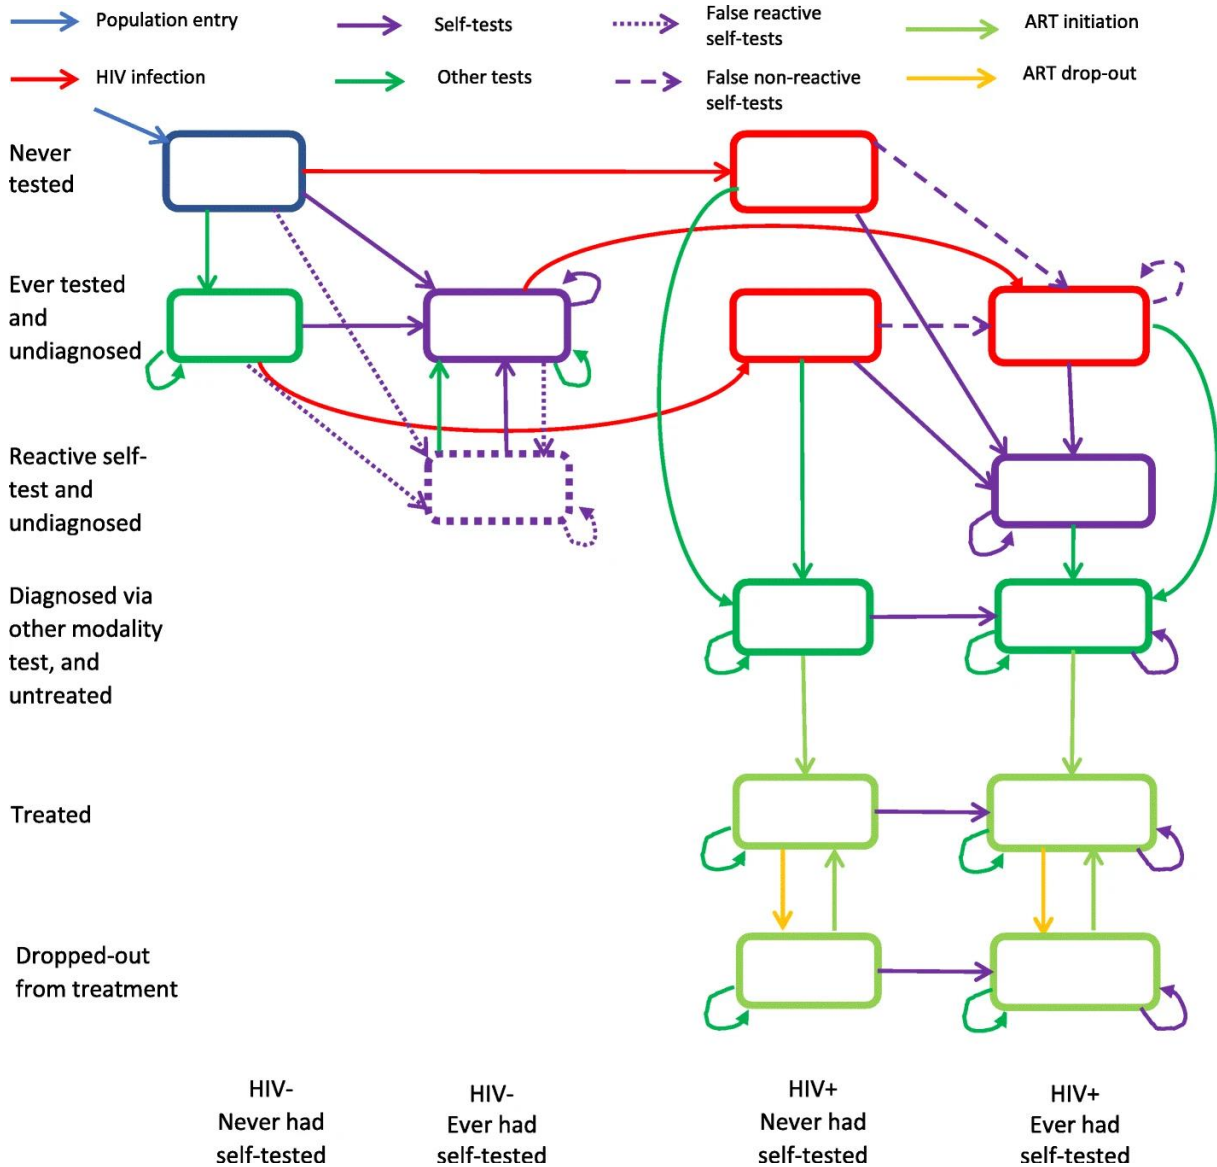 Population entry
Self-tests
False reactive
self-tests
ART initiation
HIV infection
Other tests
False non-reactive
self-tests
ART drop-out
Never
tested
Ever tested
and
undiagnosed
Reactive self-
test and
undiagnosed
Diagnosed via
other modality
test, and
untreated
Treated
Dropped-out
from treatment
HIV-
Never had
self-tested
HIV-
Ever had
self-tested
HIV+
Never had
self-tested
HIV+
Ever had
self-tested